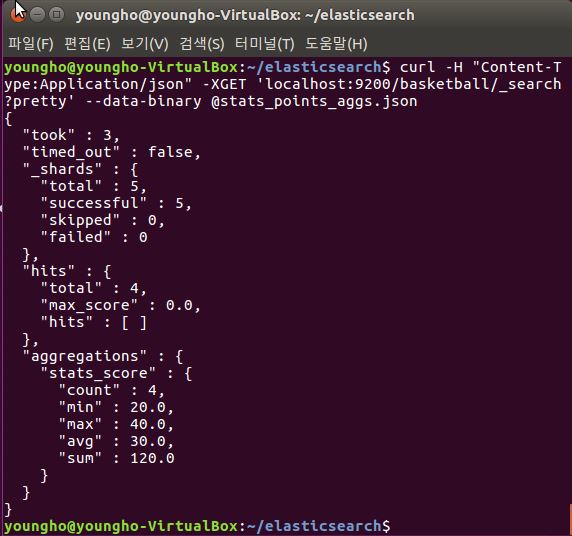 youngho@youngho-VirtualBox: ~/elasticsearch
파일(F) 편집(E) 보기(V) 검색(S) 터미널(T) 도움말(H)
youngho@youngho-VirtualBox:~/elasticsearch$ curl -H "Content-T
ype:Application/json" -XGET 'localhost:9200/basketball/_search
?pretty' --data-binary @stats_points_aggs.json
{
  "took" : 3,
  "timed_out" : false,
  "_shards" : {
    "total" : 5,
    "successful" : 5,
    "skipped" : 0,
    "failed" : 0
  },
  "hits" : {
    "total" : 4,
    "max_score" : 0.0,
    "hits" : [ ]
  },
  "aggregations" : {
    "stats_score" : {
      "count" : 4,
      "min" : 20.0,
      "max" : 40.0,
      "avg" : 30.0,
      "sum" : 120.0
    }
  }
}
youngho@youngho-VirtualBox:~/elasticsearch$